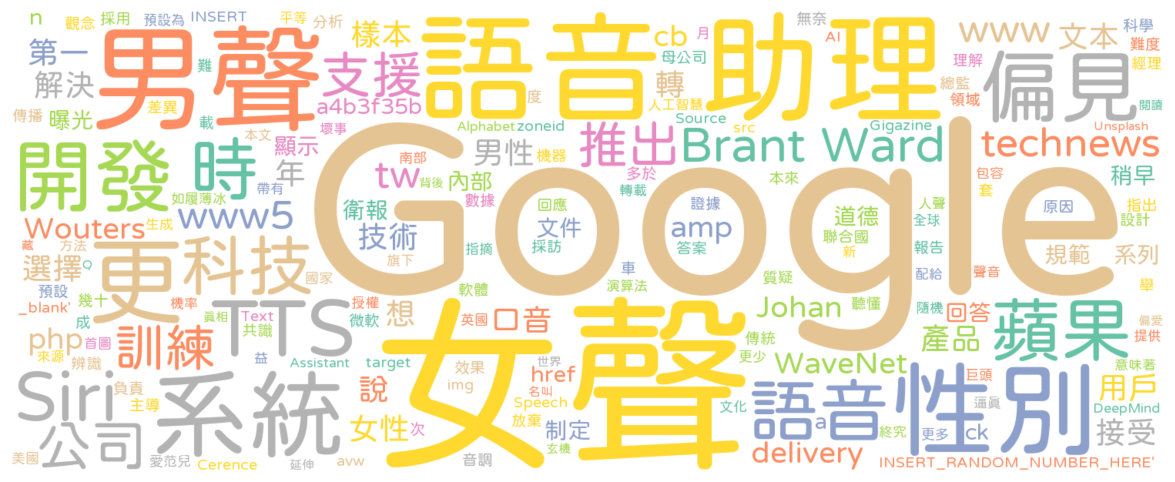 n 觀念 採用 預設為 INSERT 平等 分析 無奈 www 文本 科學
第一 男聲 樣本 語音助理 cb 母公司 月 AI 偏見 難度
解決 難 支援 轉 理解 經理
傳播 曝光 差異 載 a4b3f35b 度 人工智慧 總監 領域 閱讀
本文 壞事 Alphabet zoneid Source src Gigazine Unsplash
開發 時 顯示 南部 男性 機器 推出 Brant Ward technews
年 tw 背後 內部 多於 本來 包容 稍早
如履薄冰 帶有 數據 轉載 套
Wouters 生成 www5 衛報 Google 回應 文件 證據 道德 人聲 原因 指出
技術 指摘 採訪 amp 聯合國 全球 設計
藏 方法 更 科技 旗下 答案 新 報告 規範 系列
選擇 Q 國家 車 質疑 配給 聲音
預設 幾十 軟體 演算法 舉
_blank' 成 機率 真相 TTS 授權 想 Johan 聽懂 隨機 回答 蘋果 偏愛
php 首圖 訓練 共識 Text 微軟 英國 口音 傳統 產品 提供
來源 辨識 益 Assistant target 女聲 效果 世界 更少 WaveNet 意味著
Siri 負責 系統 說 img href 名叫 語音 性別 巨頭 用戶
主導 Speech 文化 a 逼真 DeepMind
公司 女性 次 放棄 制定 終究 更多 ck 接受
美國 愛范兒 Cerence 延伸 avw 音調 玄機 delivery INSERT_RANDOM_NUMBER_HERE'